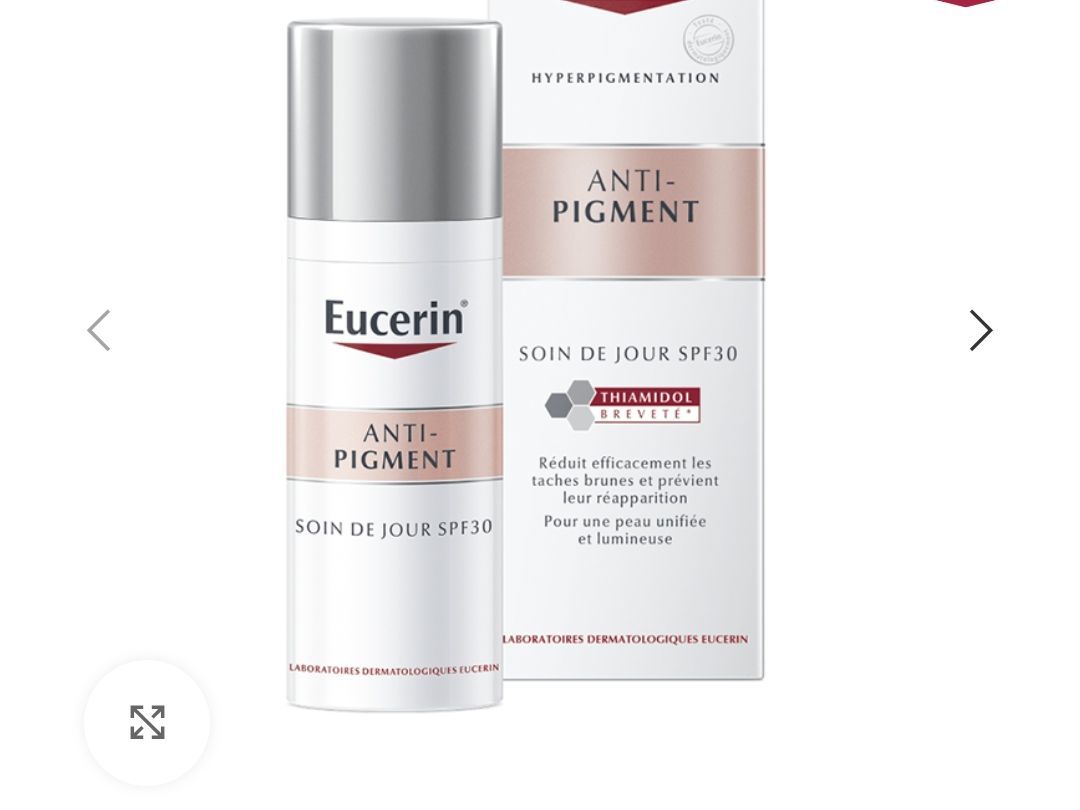 Eucerin®
ANTI-
PIGMENT
SOIN DE JOUR SPF30
LABORATOIRES DERMATOLOGIQUES EUCERIN
Eucerin
HYPERPIGMENTATION
ANTI-
PIGMENT
SOIN DE JOUR SPF30
THIAMIDOL
BREVETÉ*
Réduit efficacement les
taches brunes et prévient
leur réapparition
Pour une peau unifiée
et lumineuse
LABORATOIRES DERMATOLOGIQUES EUCERIN